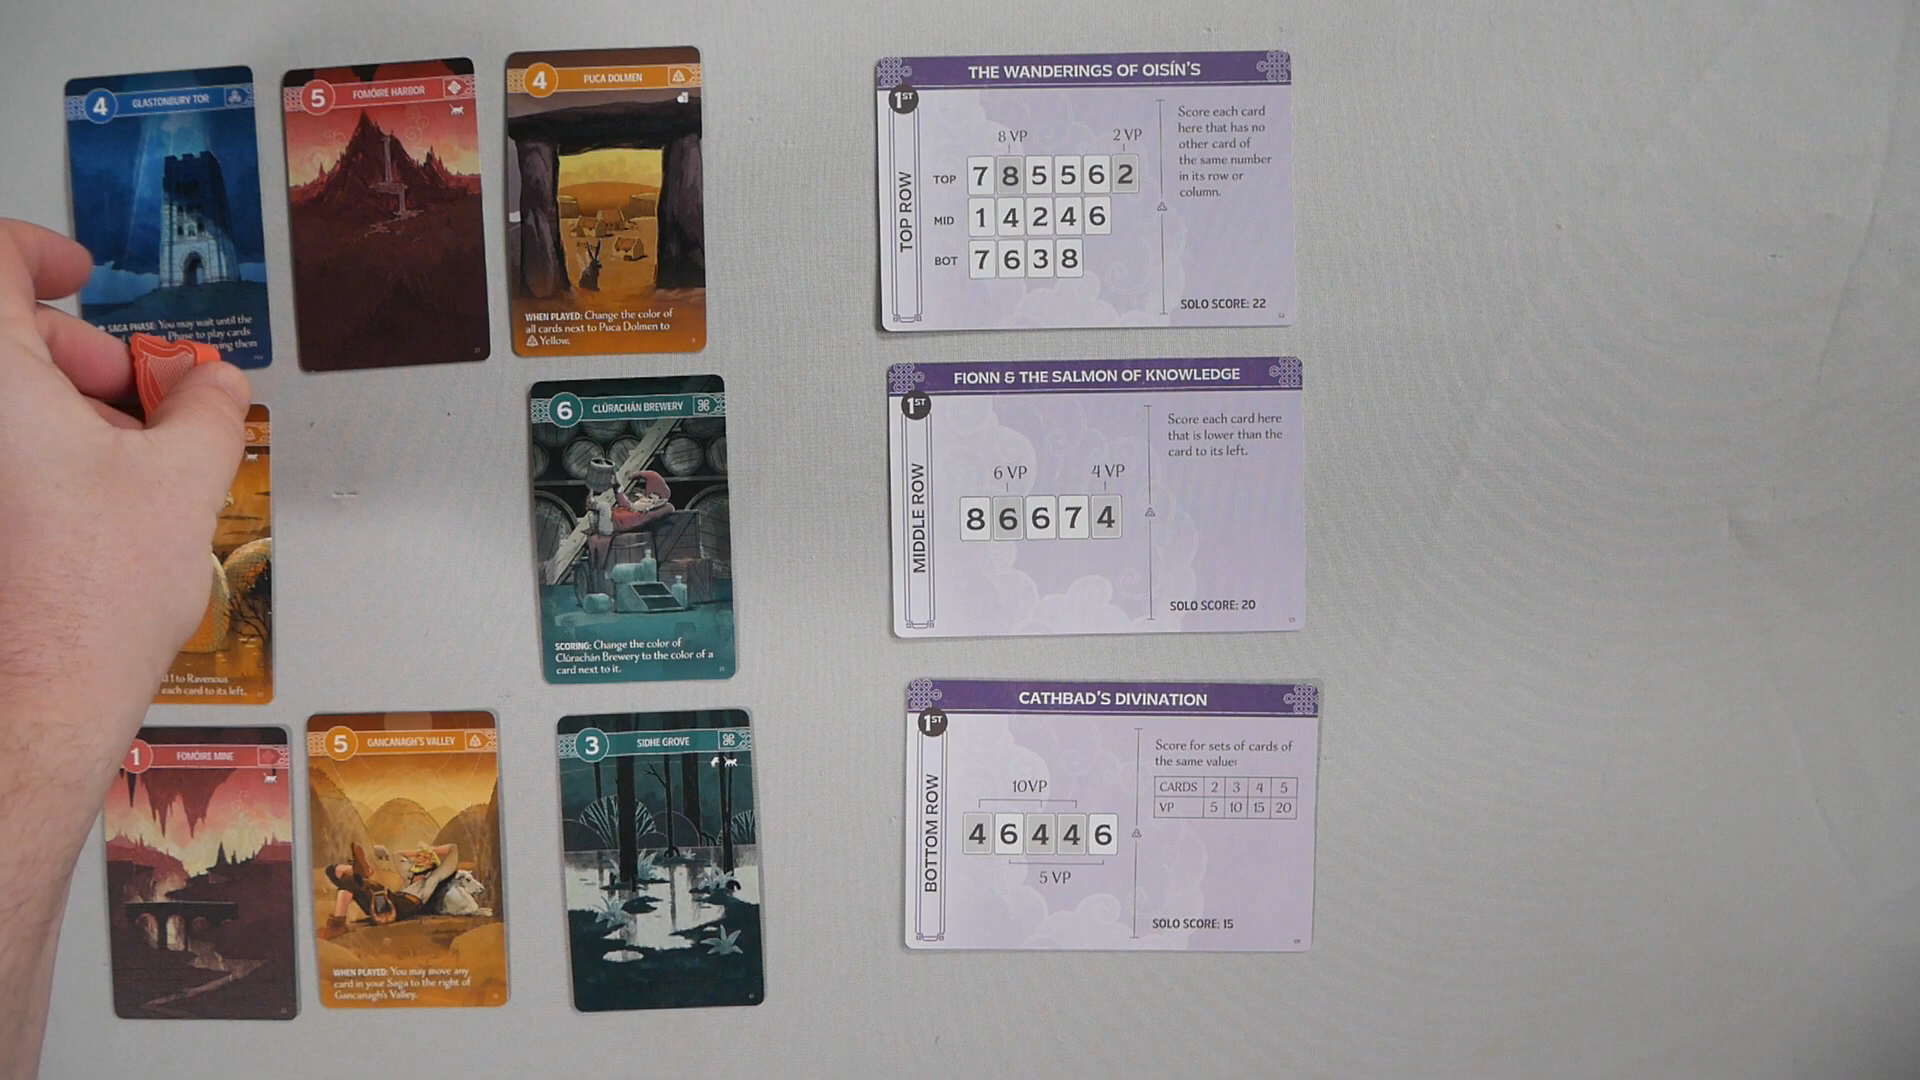 4 GLASTONBURY TOR
SAGA PHASE: You may wait until the
Phase to play cards
them
5 FOMÓIRE HARBOR
37
4 PUCA DOLMEN
WHEN PLAYED: Change the color of
all cards next to Puca Dolmen to
Yellow.
6 CLÚRACHÁN BREWERY
SCORING: Change the color of
Clúrachán Brewery to the color of a
card next to it.
1 to Ravenous
each card to its left.
1 FOMÓIRE MINE
5 GANCANAGH'S VALLEY
WHEN PLAYED: You may move any
card in your Saga to the right of
Gancanagh's Valley.
3 SIDHE GROVE
THE WANDERINGS OF OISÍN'S
1ST
TOP ROW
8 VP 2 VP
TOP 7 8 5 5 6 2
MID 1 4 2 4 6
BOT 7 6 3 8
Score each card
here that has no
other card of
the same number
in its row or
column.
SOLO SCORE: 22
FIONN & THE SALMON OF KNOWLEDGE
1ST
MIDDLE ROW
6 VP 4 VP
8 6 6 7 4
Score each card here
that is lower than the
card to its left.
SOLO SCORE: 20
CATHBAD'S DIVINATION
1ST
BOTTOM ROW
10VP
4 6 4 4 6
5 VP
Score for sets of cards of
the same value:
CARDS 2 3 4 5
VP 5 10 15 20
SOLO SCORE: 15